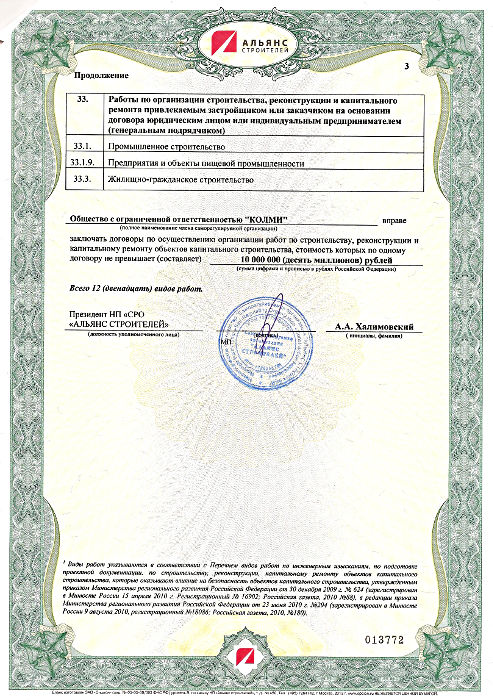 АЛЬЯНС
СТРОИТЕЛЕЙ
3
Продолжение
33. Работы по организации строительства, реконструкции и капитального
ремонта привлекаемым застройщиком или заказчиком на основании
договора юридическим лицом или индивидуальным предпринимателем
(генеральным подрядчиком)
33.1. Промышленное строительство
33.1.9. Предприятия и объекты пищевой промышленности
33.3. Жилищно-гражданское строительство
Общество с ограниченной ответственностью "КОЛМИ" вправе
(полное наименование члена саморегулируемой организации)
заключать договоры по осуществлению организации работ по строительству, реконструкции и
капитальному ремонту объектов капитального строительства, стоимость которых по одному
договору не превышает (составляет) 10 000 000 (десять миллионов) рублей
(сумма цифрами и прописью в рублях Российской Федерации)
Всего 12 (двенадцать) видов работ.
Президент НП «СРО
«АЛЬЯНС СТРОИТЕЛЕЙ»
(должность уполномоченного лица)
МП
(подпись)
А.А. Халимовский
( инициалы, фамилия)
"АЛЬЯНС
СТРОИТЕЛЕЙ"
¹ Виды работ указываются в соответствии с Перечнем видов работ по инженерным изысканиям, по подготовке
проектной документации, по строительству, реконструкции, капитальному ремонту объектов капитального
строительства, которые оказывают влияние на безопасность объектов капитального строительства, утвержденным
приказом Министерства регионального развития Российской Федерации от 30 декабря 2009 г. № 624 (зарегистрирован
в Минюсте России 15 апреля 2010 г. Регистрационный № 16902; Российская газета, 2010 №88), в редакции приказа
Министерства регионального развития Российской Федерации от 23 июня 2010 г. №294 (зарегистрирован в Минюсте
России 9 августа 2010, регистрационный №18086; Российская газета, 2010, №180).
013772